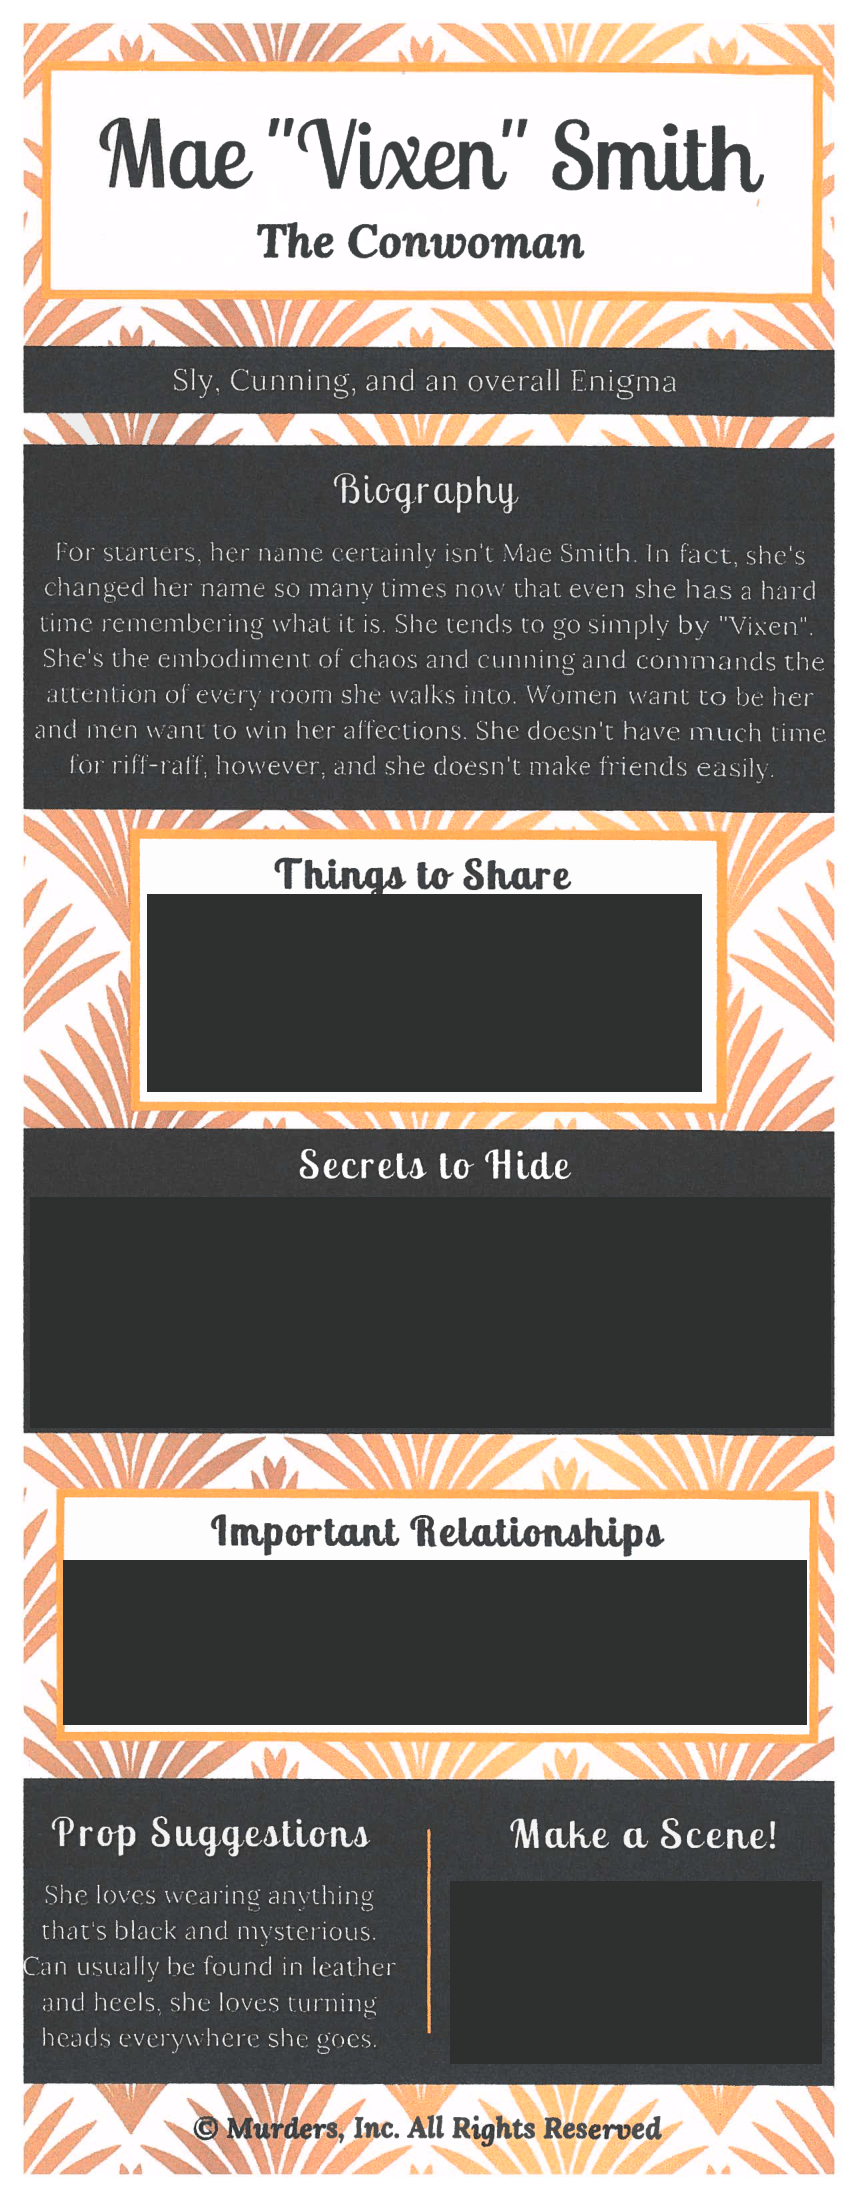 Mae "Vixen" Smith
The Conwoman
Sly, Cunning, and an overall Enigma
Biography
For starters, her name certainly isn't Mae Smith. In fact, she's
changed her name so many times now that even she has a hard
time remembering what it is. She tends to go simply by "Vixen".
She's the embodiment of chaos and cunning and commands the
attention of every room she walks into. Women want to be her
and men want to win her affections. She doesn't have much time
for riff-raff, however, and she doesn't make friends easily.
Things to Share
Secrets to Hide
Important Relationships
Prop Suggestions
She loves wearing anything
that's black and mysterious.
Can usually be found in leather
and heels, she loves turning
heads everywhere she goes.
Make a Scene!
© Murders, Inc. All Rights Reserved